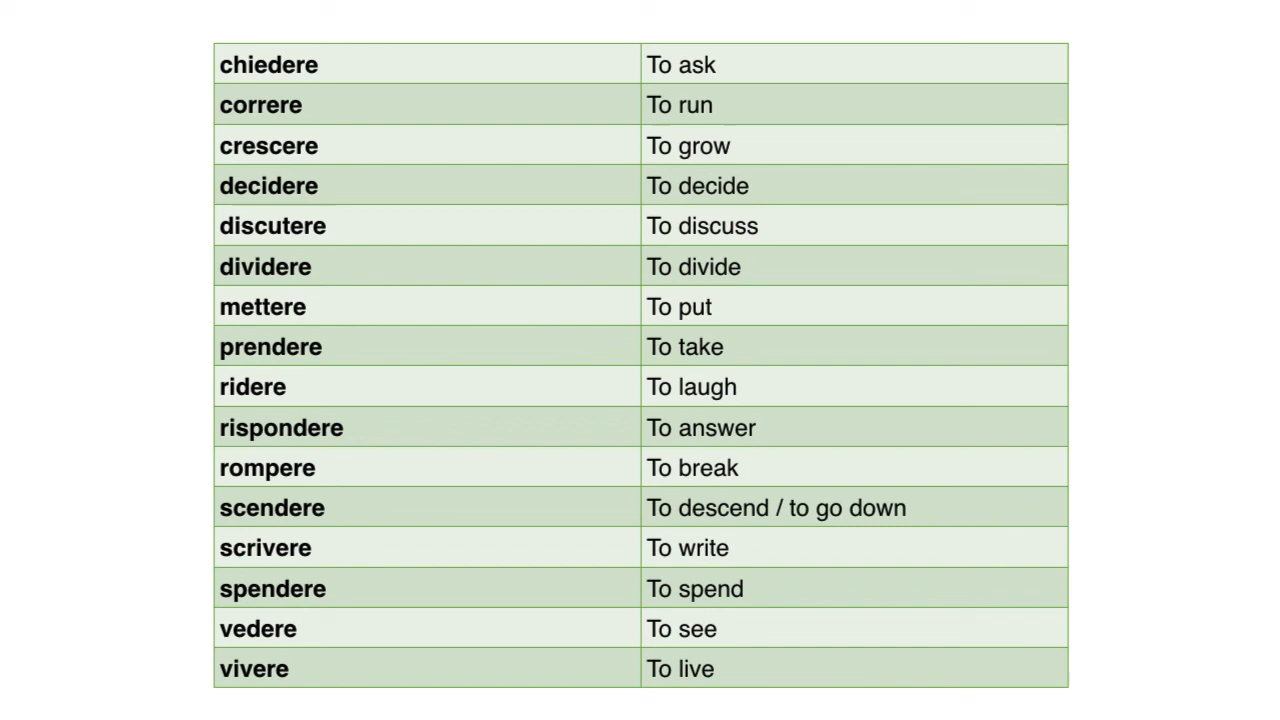 chiedere To ask
correre To run
crescere To grow
decidere To decide
discutere To discuss
dividere To divide
mettere To put
prendere To take
ridere To laugh
rispondere To answer
rompere To break
scendere To descend / to go down
scrivere To write
spendere To spend
vedere To see
vivere To live